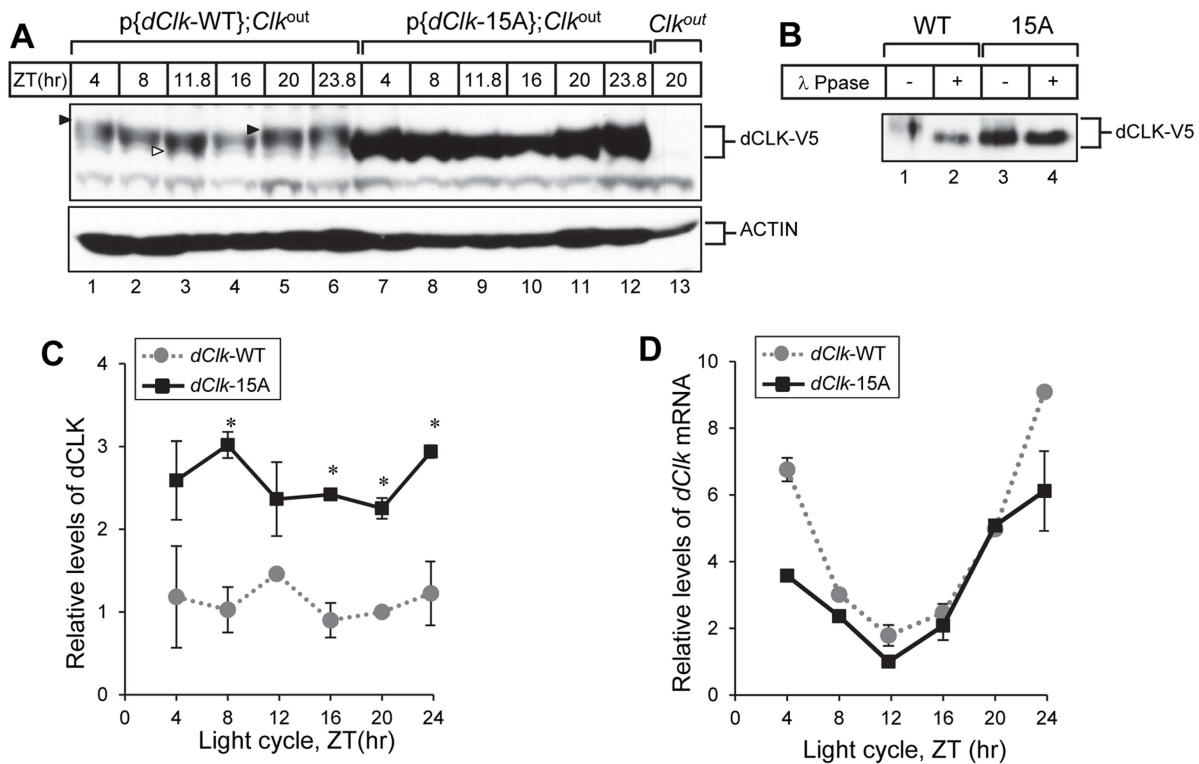 A
p{dClk-WT};Clkout p{dClk-15A};Clkout Clkout
ZT(hr) 4 8 11.8 16 20 23.8 4 8 11.8 16 20 23.8 20
dCLK-V5
ACTIN
1 2 3 4 5 6 7 8 9 10 11 12 13
B
WT 15A
λ Ppase - + - +
dCLK-V5
1 2 3 4
C
dClk-WT
dClk-15A
Relative levels of dCLK
4
3
2
1
0
* * * *
0 4 8 12 16 20 24
Light cycle, ZT(hr)
D
dClk-WT
dClk-15A
Relative levels of dClk mRNA
10
8
6
4
2
0
0 4 8 12 16 20 24
Light cycle, ZT (hr)